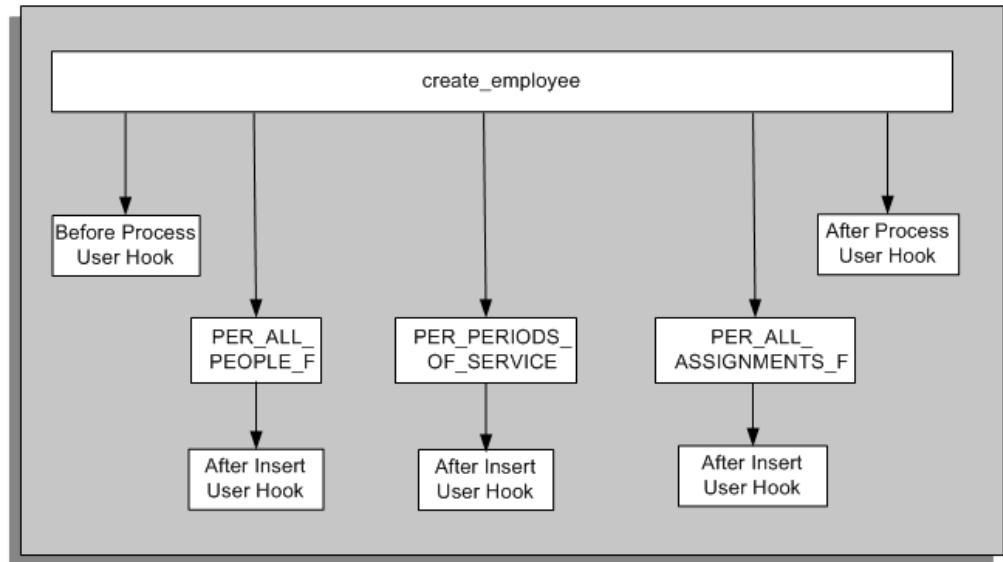 create_employee
Before Process
User Hook
After Process
User Hook
PER_ALL_
PEOPLE_F
PER_PERIODS_
OF_SERVICE
PER_ALL_
ASSIGNMENTS_F
After Insert
User Hook
After Insert
User Hook
After Insert
User Hook